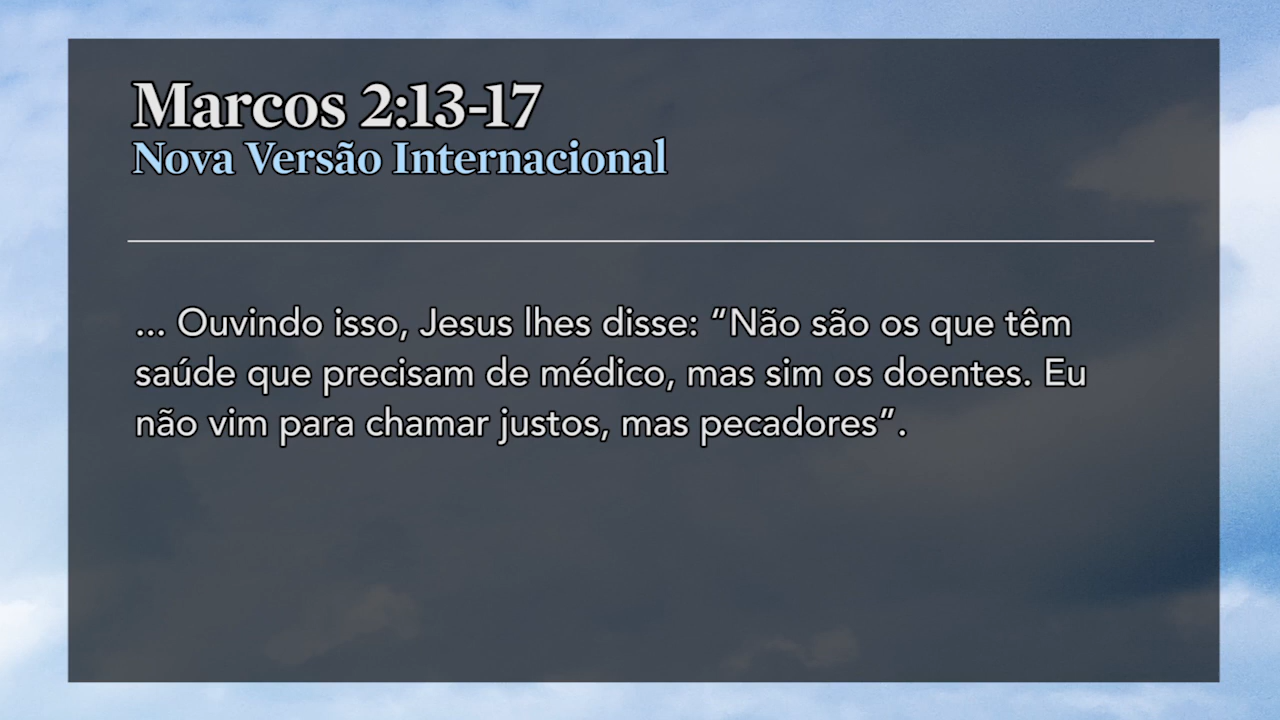 Marcos 2:13-17
Nova Versão Internacional
... Ouvindo isso, Jesus lhes disse: “Não são os que têm
saúde que precisam de médico, mas sim os doentes. Eu
não vim para chamar justos, mas pecadores”.